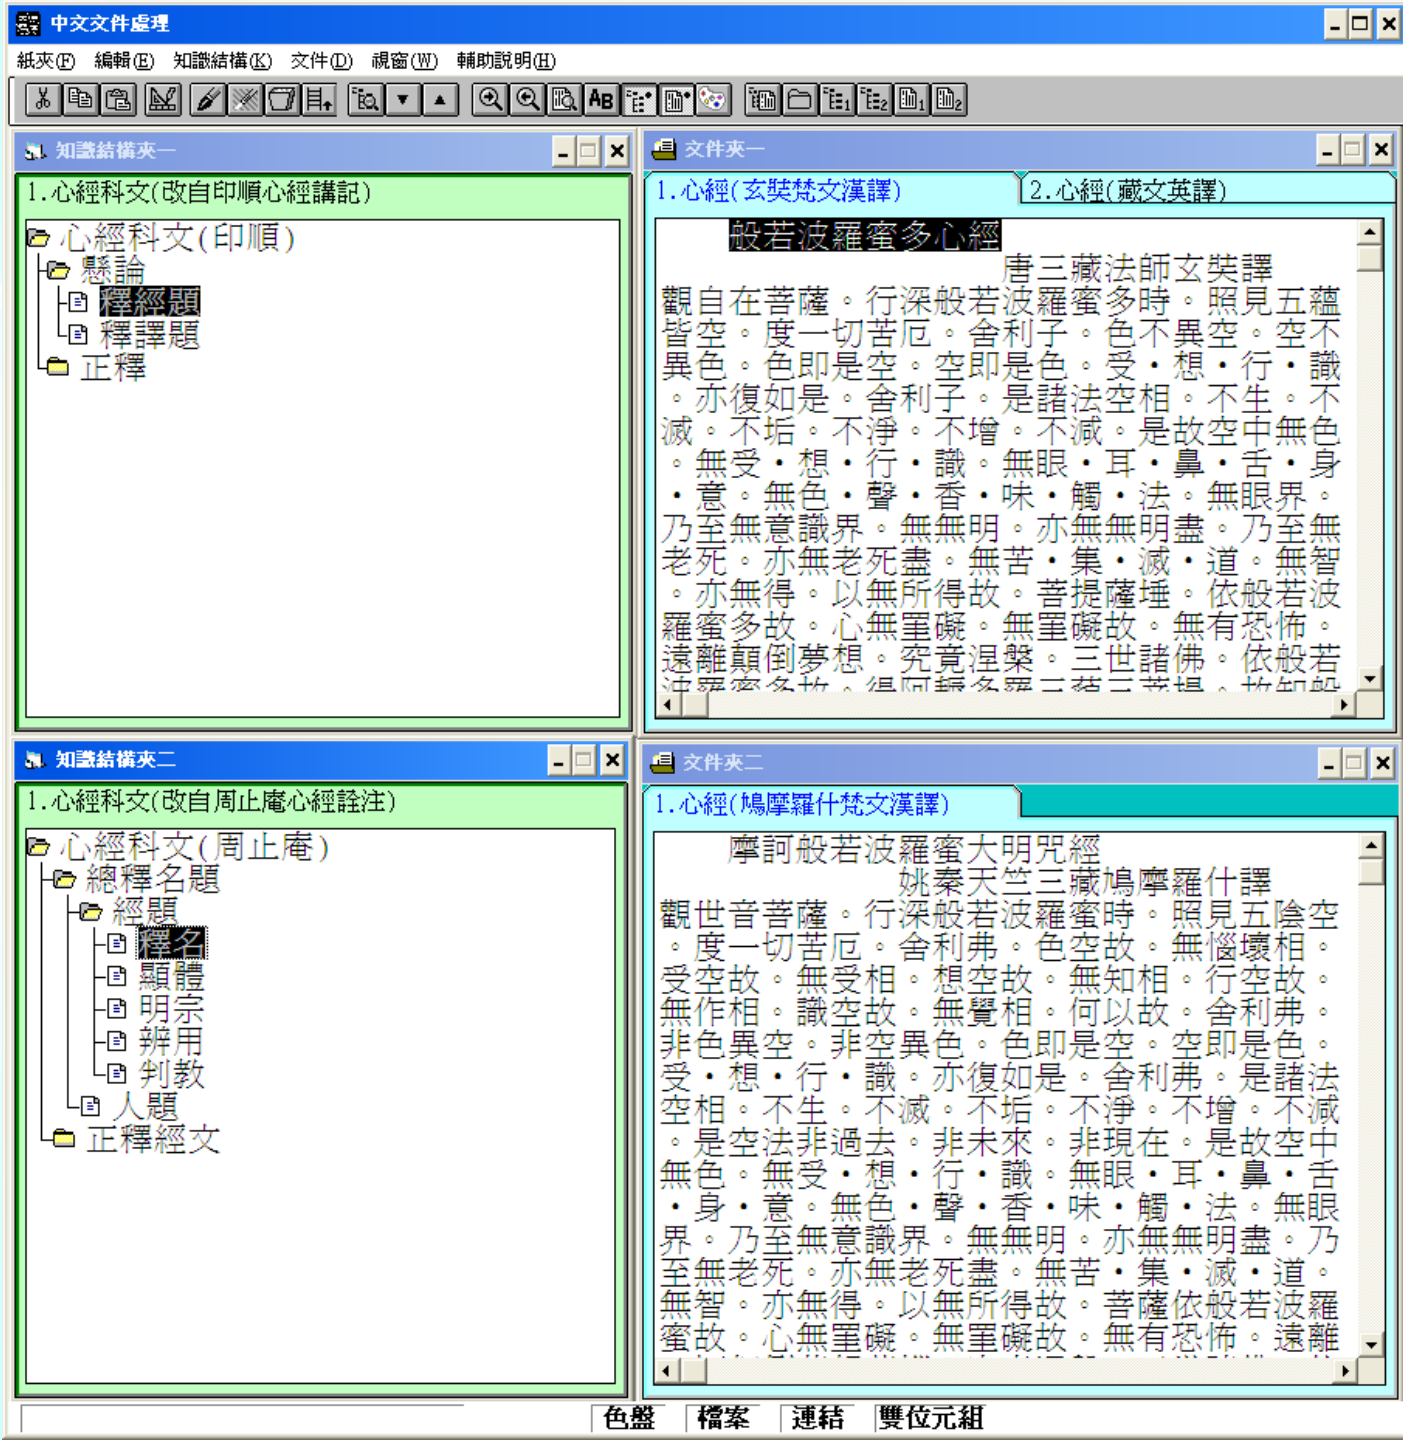 中文文件處理
紙夾(F) 編輯(E) 知識結構(K) 文件(D) 視窗(W) 輔助說明(H)
AB
知識結構夾一
1.心經科文(改自印順心經講記)
心經科文(印順)
懸論
釋經題
釋譯題
正釋
文件夾一
1.心經(玄奘梵文漢譯)
2.心經(藏文英譯)
般若波羅蜜多心經
唐三藏法師玄奘譯
觀自在菩薩。行深般若波羅蜜多時。照見五蘊
皆空。度一切苦厄。舍利子。色不異空。空不
異色。色即是空。空即是色。受・想・行・識
。亦復如是。舍利子。是諸法空相。不生。不
滅。不垢。不淨。不增。不減。是故空中無色
。無受・想・行・識。無眼・耳・鼻・舌・身
・意。無色・聲・香・味・觸・法。無眼界。
乃至無意識界。無無明。亦無無明盡。乃至無
老死。亦無老死盡。無苦・集・滅・道。無智
。亦無得。以無所得故。菩提薩埵。依般若波
羅蜜多故。心無罣礙。無罣礙故。無有恐怖。
遠離顛倒夢想。究竟涅槃。三世諸佛。依般若
波羅蜜多故。得阿耨多羅三藐三菩提。故知般
知識結構夾二
1.心經科文(改自周止庵心經詮注)
心經科文(周止庵)
總釋名題
經題
釋名
顯體
明宗
辨用
判教
人題
正釋經文
文件夾二
1.心經(鳩摩羅什梵文漢譯)
摩訶般若波羅蜜大明咒經
姚秦天竺三藏鳩摩羅什譯
觀世音菩薩。行深般若波羅蜜時。照見五陰空
。度一切苦厄。舍利弗。色空故。無惱壞相。
受空故。無受相。想空故。無知相。行空故。
無作相。識空故。無覺相。何以故。舍利弗。
非色異空。非空異色。色即是空。空即是色。
受・想・行・識。亦復如是。舍利弗。是諸法
空相。不生。不滅。不垢。不淨。不增。不減
。是空法非過去。非未來。非現在。是故空中
無色。無受・想・行・識。無眼・耳・鼻・舌
・身・意。無色・聲・香・味・觸・法。無眼
界。乃至無意識界。無無明。亦無無明盡。乃
至無老死。亦無老死盡。無苦・集・滅・道。
無智。亦無得。以無所得故。菩薩依般若波羅
蜜故。心無罣礙。無罣礙故。無有恐怖。遠離
色盤 檔案 連結 雙位元組